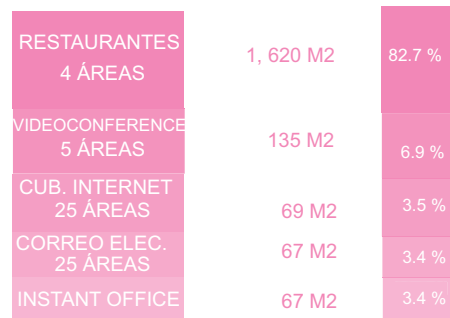 RESTAURANTES
4 ÁREAS
1, 620 M2
82.7 %
VIDEOCONFERENCE
5 ÁREAS
135 M2
6.9 %
CUB. INTERNET
25 ÁREAS
69 M2
3.5 %
CORREO ELEC.
25 ÁREAS
67 M2
3.4 %
INSTANT OFFICE
67 M2
3.4 %